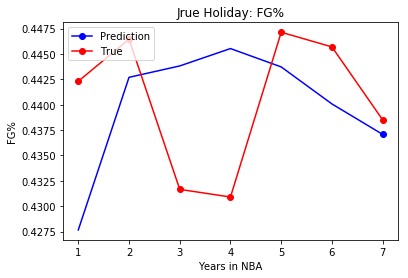 Jrue Holiday: FG%
0.4475
0.4450
0.4425
0.4400
0.4375
0.4350
0.4325
0.4300
0.4275
FG%
Prediction
True
1 2 3 4 5 6 7
Years in NBA